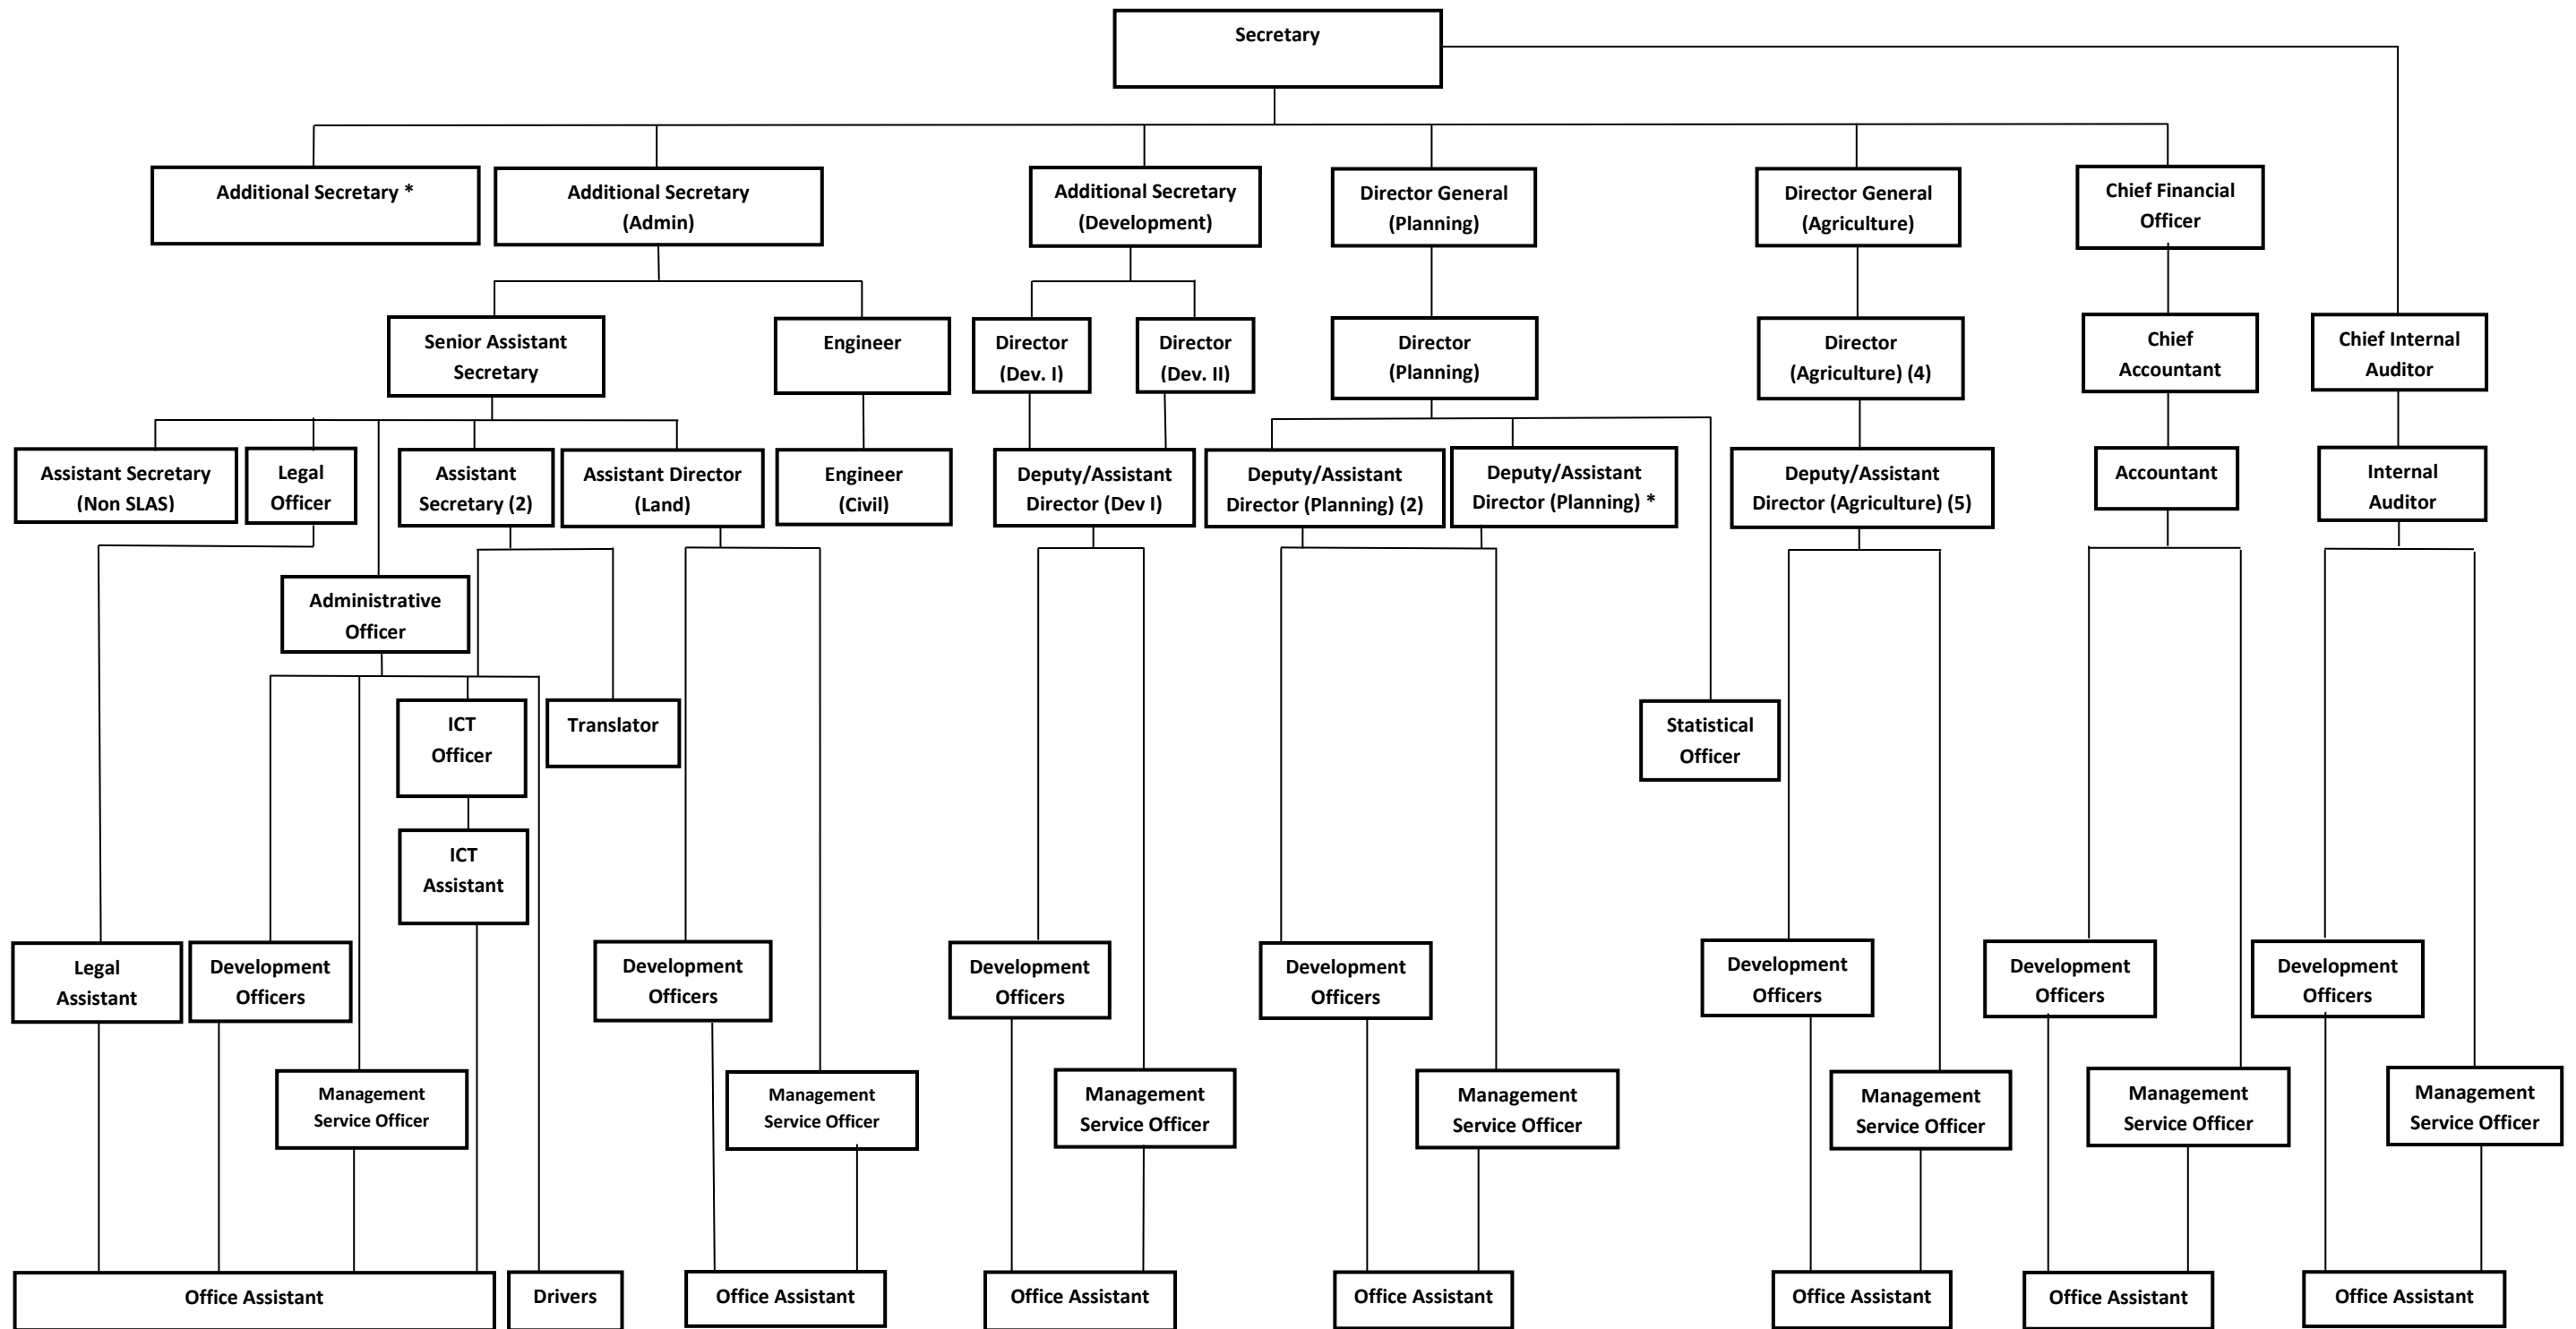 Secretary
Additional Secretary *
Additional Secretary
(Admin)
Additional Secretary
(Development)
Director General
(Planning)
Director General
(Agriculture)
Chief Financial
Officer
Senior Assistant
Secretary
Engineer
Director
(Dev. I)
Director
(Dev. II)
Director
(Planning)
Director
(Agriculture) (4)
Chief
Accountant
Chief Internal
Auditor
Assistant Secretary
(Non SLAS)
Legal
Officer
Assistant
Secretary (2)
Assistant Director
(Land)
Engineer
(Civil)
Deputy/Assistant
Director (Dev I)
Deputy/Assistant
Director (Planning) (2)
Deputy/Assistant
Director (Planning) *
Deputy/Assistant
Director (Agriculture) (5)
Accountant
Internal
Auditor
Administrative
Officer
ICT
Officer
Translator
Statistical
Officer
ICT
Assistant
Legal
Assistant
Development
Officers
Development
Officers
Development
Officers
Development
Officers
Development
Officers
Development
Officers
Development
Officers
Management
Service Officer
Management
Service Officer
Management
Service Officer
Management
Service Officer
Management
Service Officer
Management
Service Officer
Management
Service Officer
Office Assistant
Drivers
Office Assistant
Office Assistant
Office Assistant
Office Assistant
Office Assistant
Office Assistant